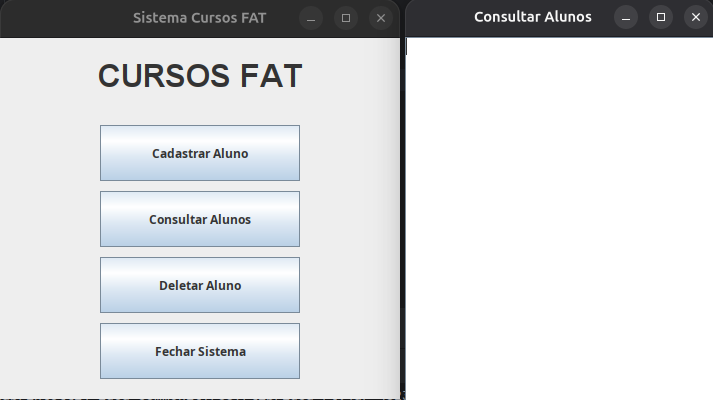 Sistema Cursos FAT
CURSOS FAT
Cadastrar Aluno
Consultar Alunos
Deletar Aluno
Fechar Sistema
Consultar Alunos